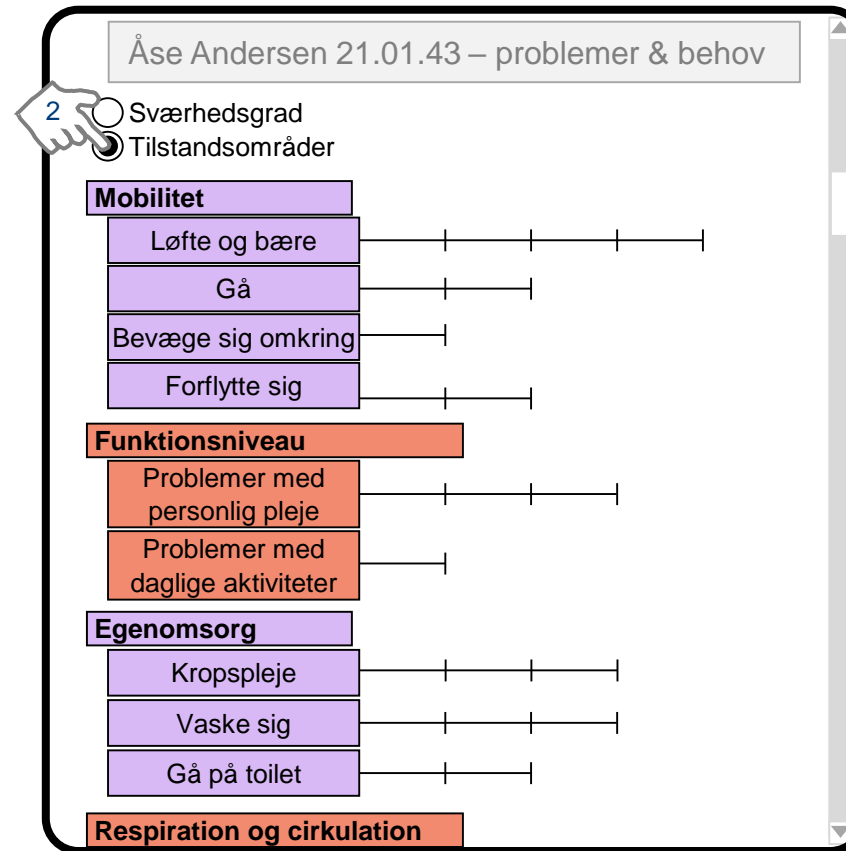 Åse Andersen 21.01.43 – problemer & behov
2
Sværhedsgrad
Tilstandsområder
Mobilitet
Løfte og bære
Gå
Bevæge sig omkring
Forflytte sig
Funktionsniveau
Problemer med
personlig pleje
Problemer med
daglige aktiviteter
Egenomsorg
Kropspleje
Vaske sig
Gå på toilet
Respiration og cirkulation